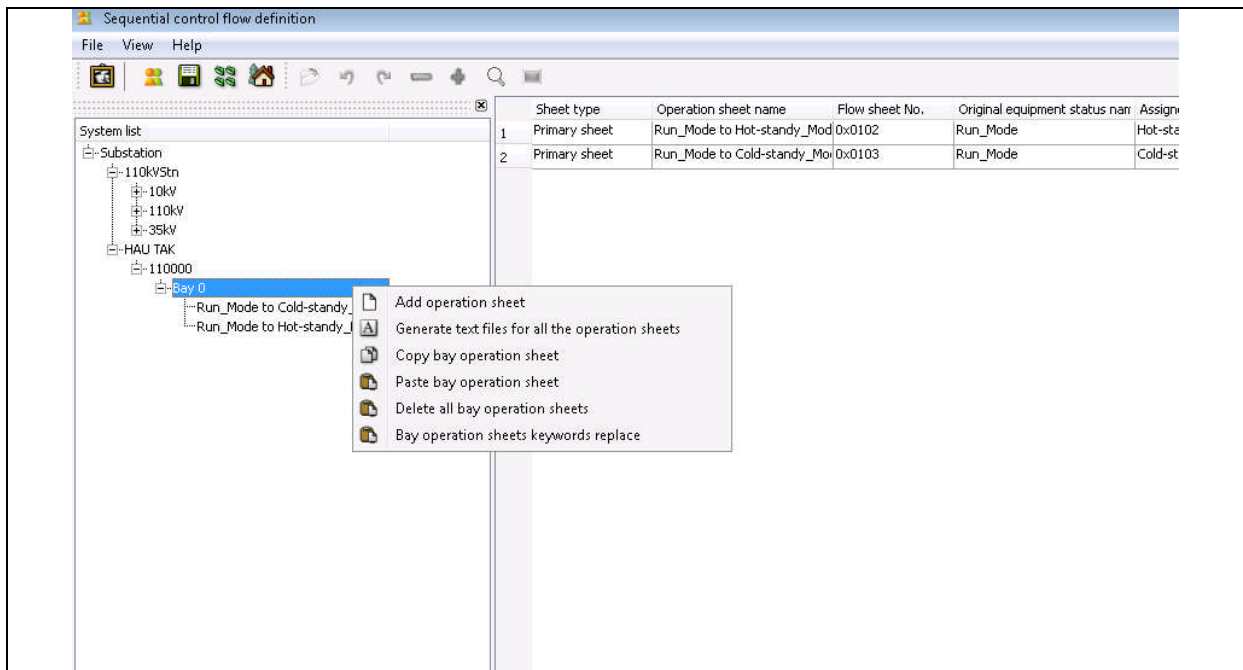 Sequential control flow definition
File View Help
System list
Substation
110kVStn
10kV
110kV
35kV
HAU TAK
110000
Bay 0
Run_Mode to Cold-standy_
Run_Mode to Hot-standy_
Sheet type Operation sheet name Flow sheet No. Original equipment status nam Assigne
1 Primary sheet Run_Mode to Hot-standy_Mod 0x0102 Run_Mode Hot-sta
2 Primary sheet Run_Mode to Cold-standy_Mo 0x0103 Run_Mode Cold-st
Add operation sheet
Generate text files for all the operation sheets
Copy bay operation sheet
Paste bay operation sheet
Delete all bay operation sheets
Bay operation sheets keywords replace